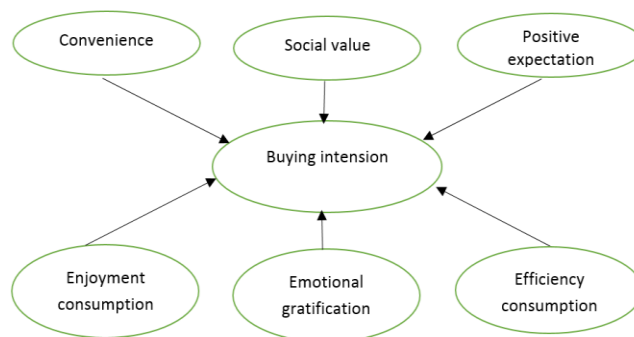 Convenience
Social value
Positive
expectation
Buying intension
Enjoyment
consumption
Emotional
gratification
Efficiency
consumption